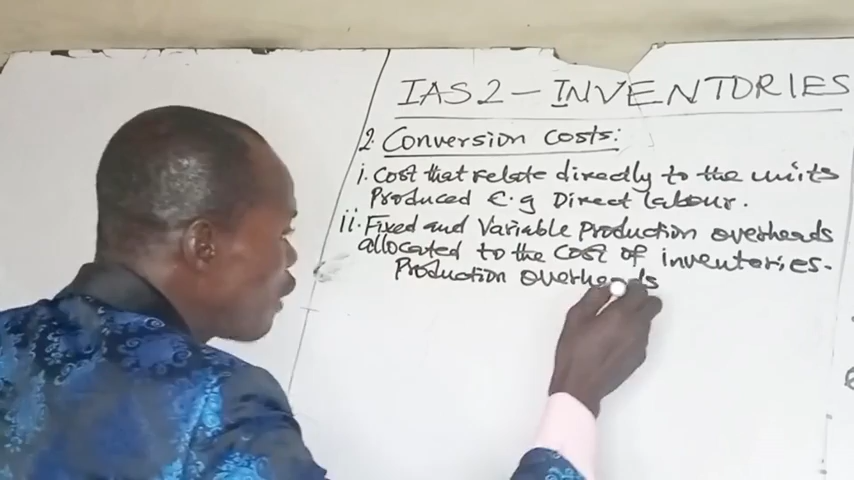 IAS 2 - INVENTORIES
2. Conversion costs:
i. Cost that relate directly to the units
Produced e.g Direct labour.
ii. Fixed and Variable production overheads
allocated to the cost of inventories.
Production overheads